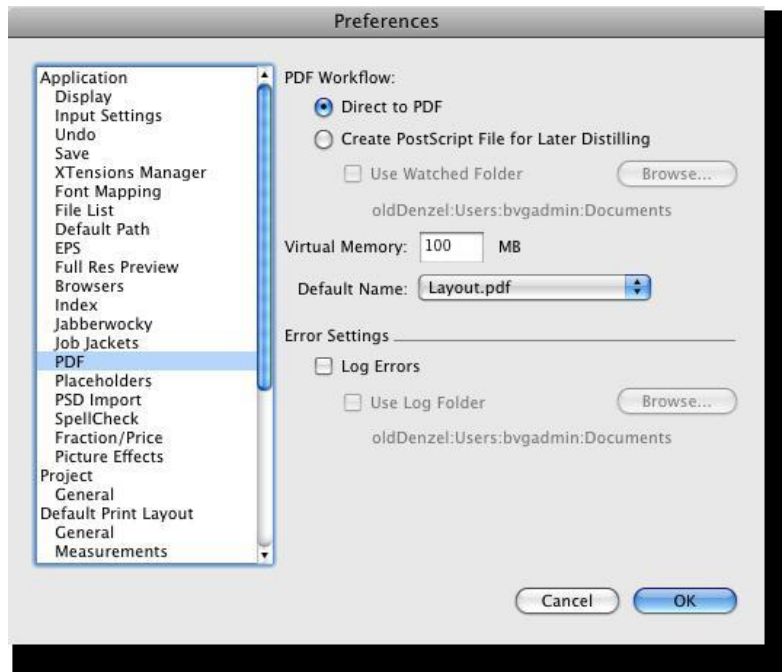 Preferences
Application
Display
Input Settings
Undo
Save
XTensions Manager
Font Mapping
File List
Default Path
EPS
Full Res Preview
Browsers
Index
Jabberwocky
Job Jackets
PDF
Placeholders
PSD Import
SpellCheck
Fraction/Price
Picture Effects
Project
General
Default Print Layout
General
Measurements
PDF Workflow:
Direct to PDF
Create PostScript File for Later Distilling
Use Watched Folder Browse...
oldDenzel:Users:bvgadmin:Documents
Virtual Memory: 100 MB
Default Name: Layout.pdf
Error Settings
Log Errors
Use Log Folder Browse...
oldDenzel:Users:bvgadmin:Documents
Cancel OK